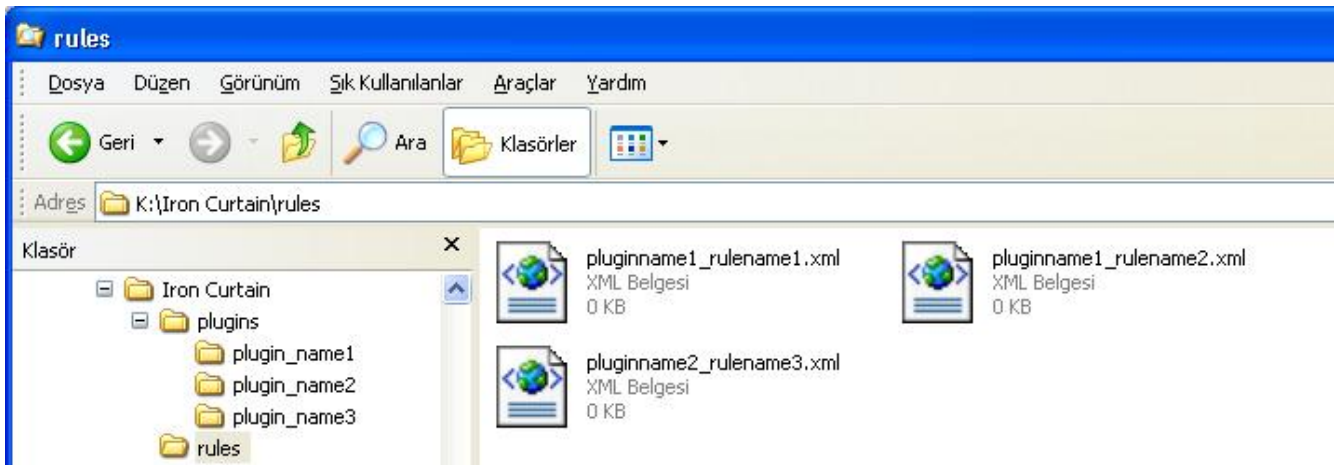 rules
Dosya Düzen Görünüm Sık Kullanılanlar Araçlar Yardım
Geri Ara Klasörler
Adres K:\Iron Curtain\rules
Klasör
Iron Curtain
plugins
plugin_name1
plugin_name2
plugin_name3
rules
pluginname1_rulename1.xml
XML Belgesi
0 KB
pluginname1_rulename2.xml
XML Belgesi
0 KB
pluginname2_rulename3.xml
XML Belgesi
0 KB